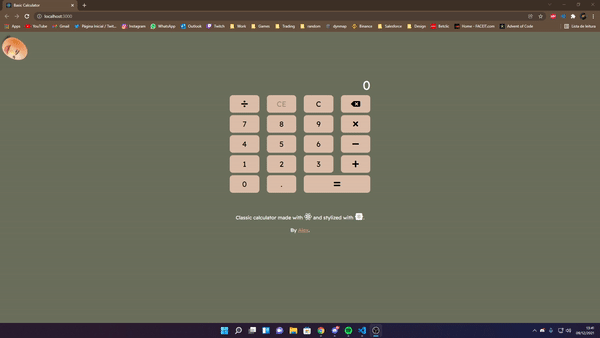 Basic Calculator
localhost:3000
Apps YouTube Gmail Página Inicial / Twit... Instagram WhatsApp Outlook Twitch Work Games Trading random dynmap Binance Salesforce Design Betclic Home - FACEIT.com Advent of Code Lista de leitura
0
÷ CE C
7 8 9 ×
4 5 6 −
1 2 3 +
0 . =
Classic calculator made with and stylized with .
By
13:41
09/12/2021